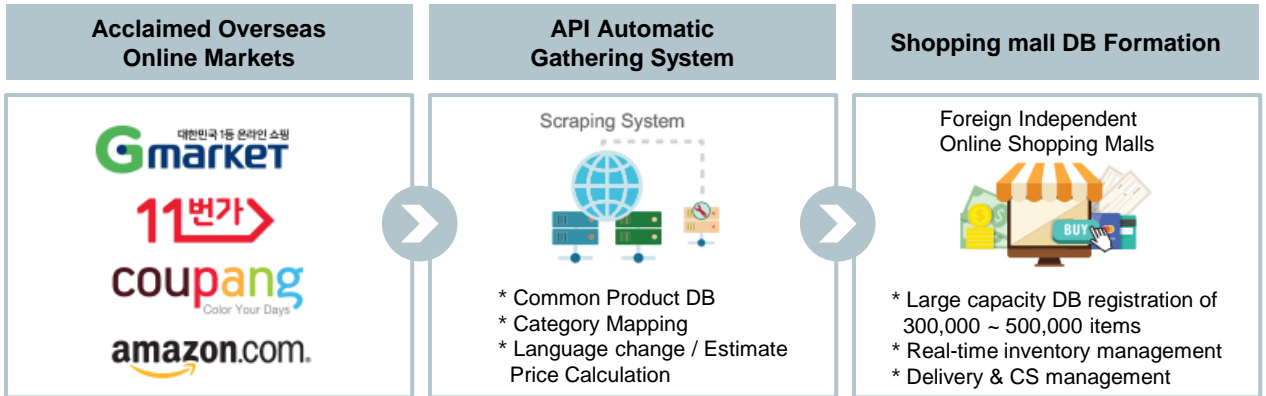 Acclaimed Overseas
Online Markets
대한민국 1등 온라인 쇼핑
Gmarket
11번가
coupang
Color Your Days
amazon.com.
API Automatic
Gathering System
Scraping System
* Common Product DB
* Category Mapping
* Language change / Estimate
Price Calculation
Shopping mall DB Formation
Foreign Independent
Online Shopping Malls
BUY
* Large capacity DB registration of
300,000 ~ 500,000 items
* Real-time inventory management
* Delivery & CS management